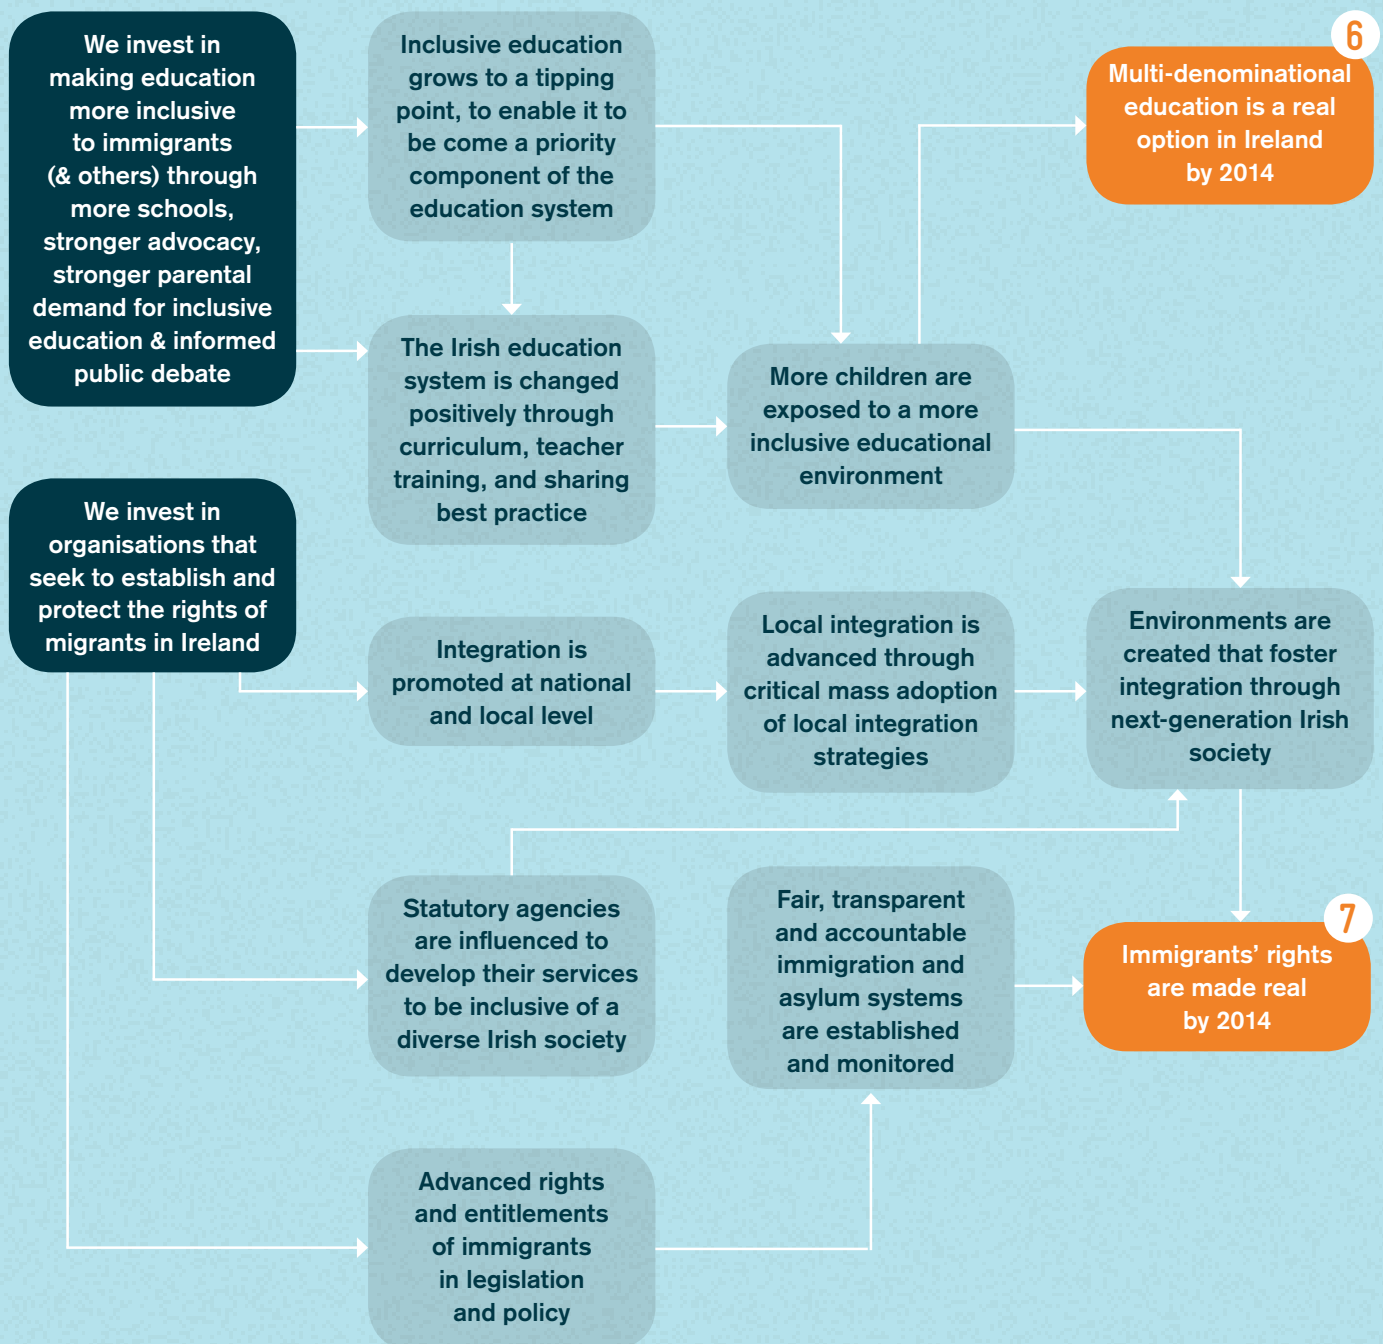 We invest in
making education
more inclusive
to immigrants
(& others) through
more schools,
stronger advocacy,
stronger parental
demand for inclusive
education & informed
public debate
Inclusive education
grows to a tipping
point, to enable it to
be come a priority
component of the
education system
6
Multi-denominational
education is a real
option in Ireland
by 2014
The Irish education
system is changed
positively through
curriculum, teacher
training, and sharing
best practice
More children are
exposed to a more
inclusive educational
environment
We invest in
organisations that
seek to establish and
protect the rights of
migrants in Ireland
Integration is
promoted at national
and local level
Local integration is
advanced through
critical mass adoption
of local integration
strategies
Environments are
created that foster
integration through
next-generation Irish
society
Statutory agencies
are influenced to
develop their services
to be inclusive of a
diverse Irish society
Fair, transparent
and accountable
immigration and
asylum systems
are established
and monitored
7
Immigrants’ rights
are made real
by 2014
Advanced rights
and entitlements
of immigrants
in legislation
and policy